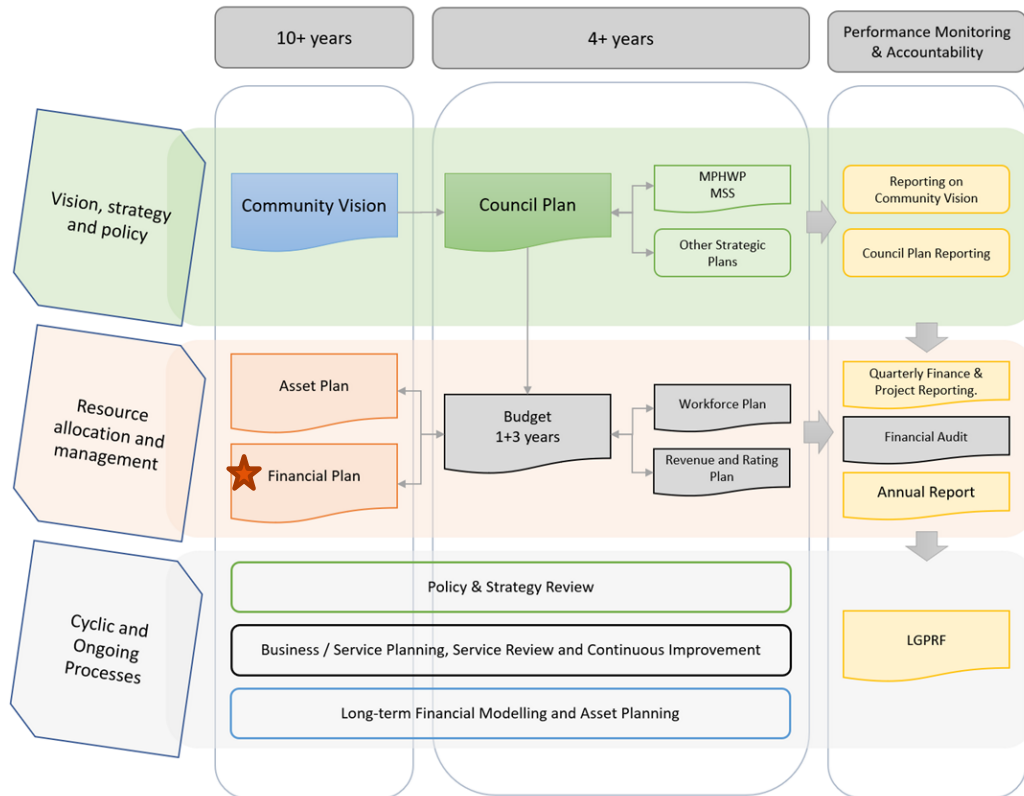 10+ years
4+ years
Performance Monitoring
& Accountability
Vision, strategy
and policy
Community Vision
Council Plan
MPHWP
MSS
Other Strategic
Plans
Reporting on
Community Vision
Council Plan Reporting
Resource
allocation and
management
Asset Plan
Financial Plan
Budget
1+3 years
Workforce Plan
Revenue and Rating
Plan
Quarterly Finance &
Project Reporting.
Financial Audit
Annual Report
Cyclic and
Ongoing
Processes
Policy & Strategy Review
Business / Service Planning, Service Review and Continuous Improvement
Long-term Financial Modelling and Asset Planning
LGPRF